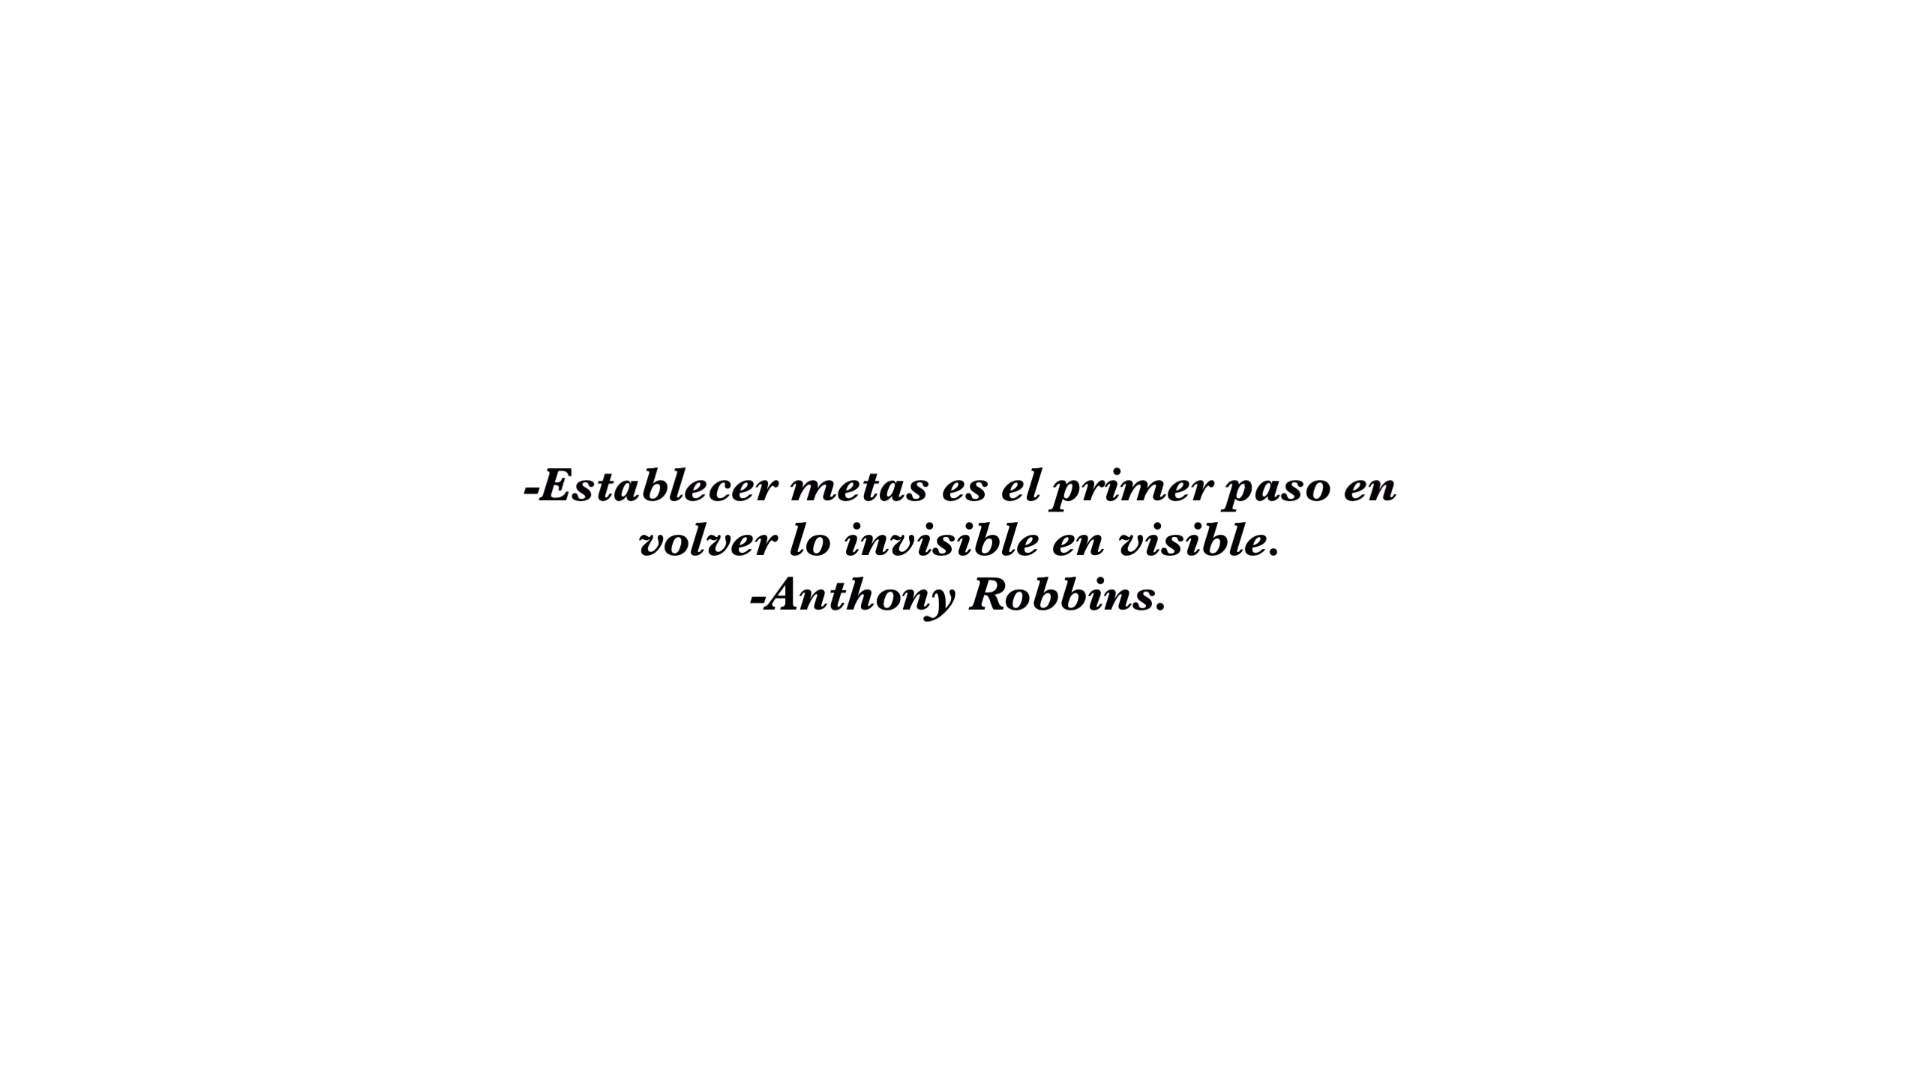 -Establecer metas es el primer paso en
volver lo invisible en visible.
-Anthony Robbins.